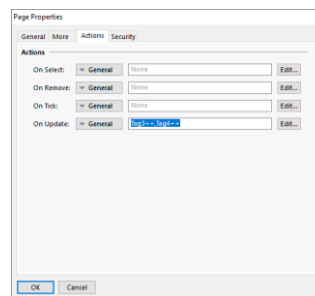 Page Properties
General More Actions Security
Actions
On Select: General None Edit...
On Remove: General None Edit...
On Tick: General None Edit...
On Update: General Tag5++,Tag6++ Edit...
OK Cancel